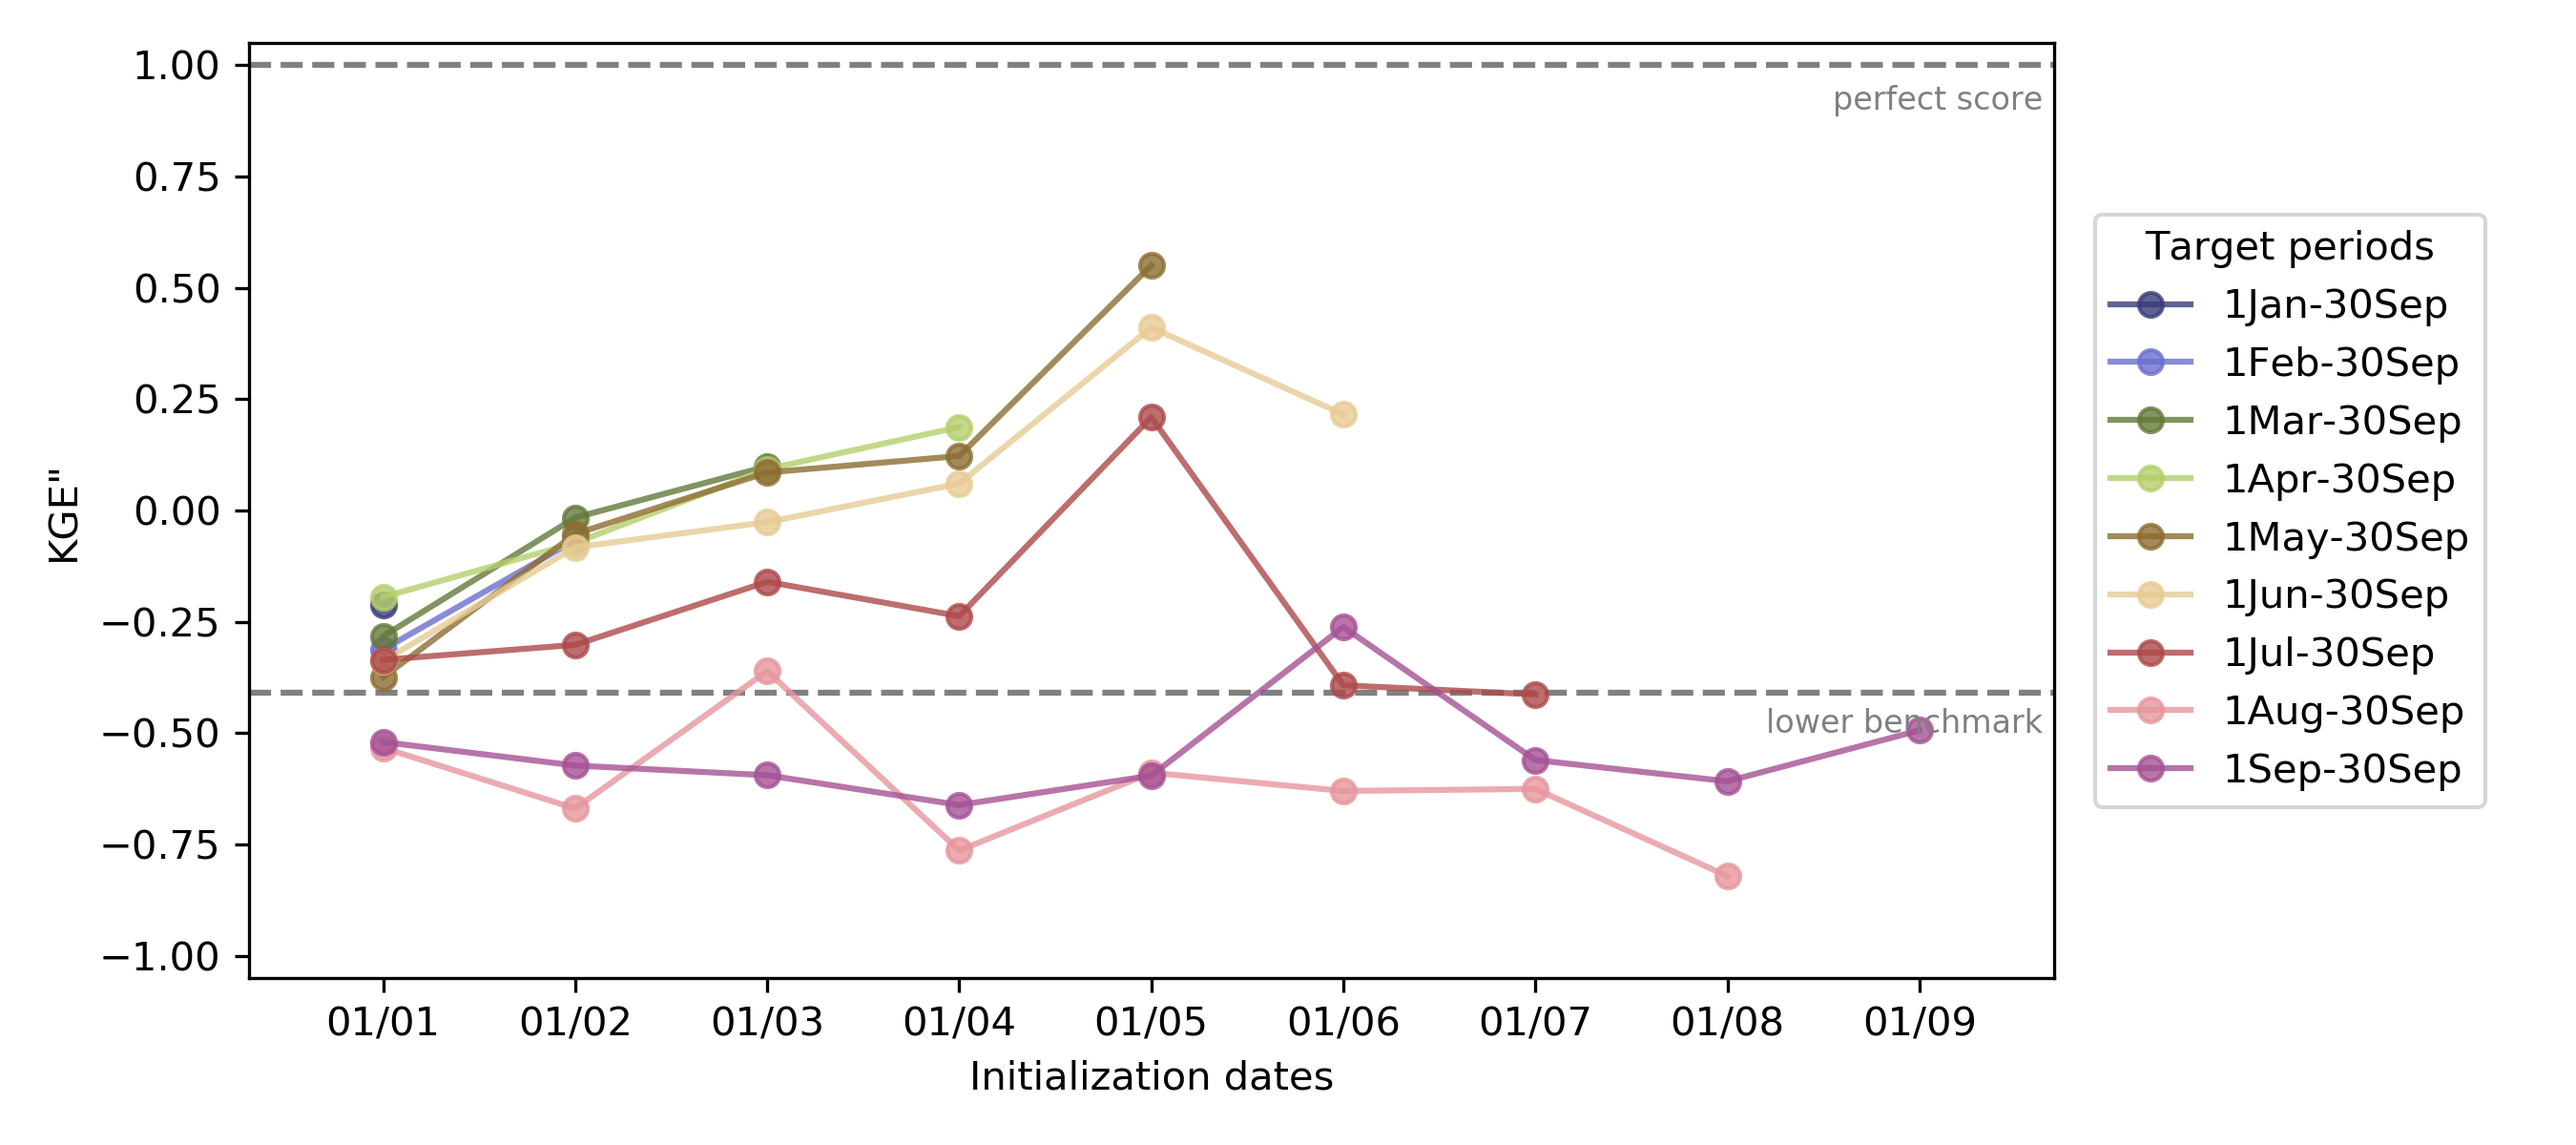 1.00
0.75
0.50
0.25
0.00
−0.25
−0.50
−0.75
−1.00
KGE"
perfect score
lower benchmark
01/01 01/02 01/03 01/04 01/05 01/06 01/07 01/08 01/09
Initialization dates
Target periods
1Jan-30Sep
1Feb-30Sep
1Mar-30Sep
1Apr-30Sep
1May-30Sep
1Jun-30Sep
1Jul-30Sep
1Aug-30Sep
1Sep-30Sep